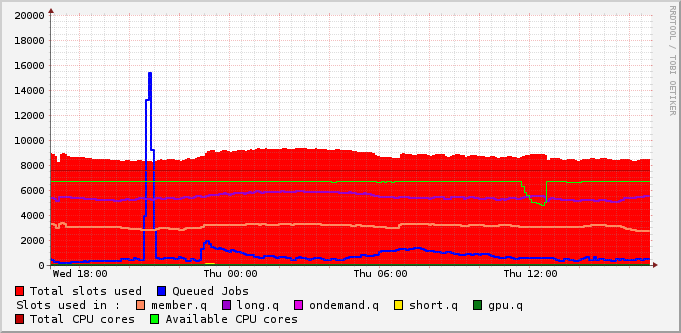 20000
18000
16000
14000
12000
10000
8000
6000
4000
2000
0
Wed 18:00 Thu 00:00 Thu 06:00 Thu 12:00
Total slots used Queued Jobs
Slots used in : member.q long.q ondemand.q short.q gpu.q
Total CPU cores Available CPU cores
RRDTOOL / TOBI OETIKER